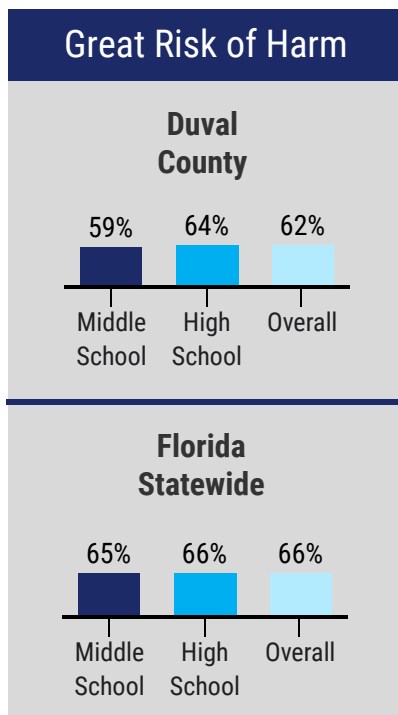 Great Risk of Harm
Duval
County
59% 64% 62%
Middle High Overall
School School
Florida
Statewide
65% 66% 66%
Middle High Overall
School School